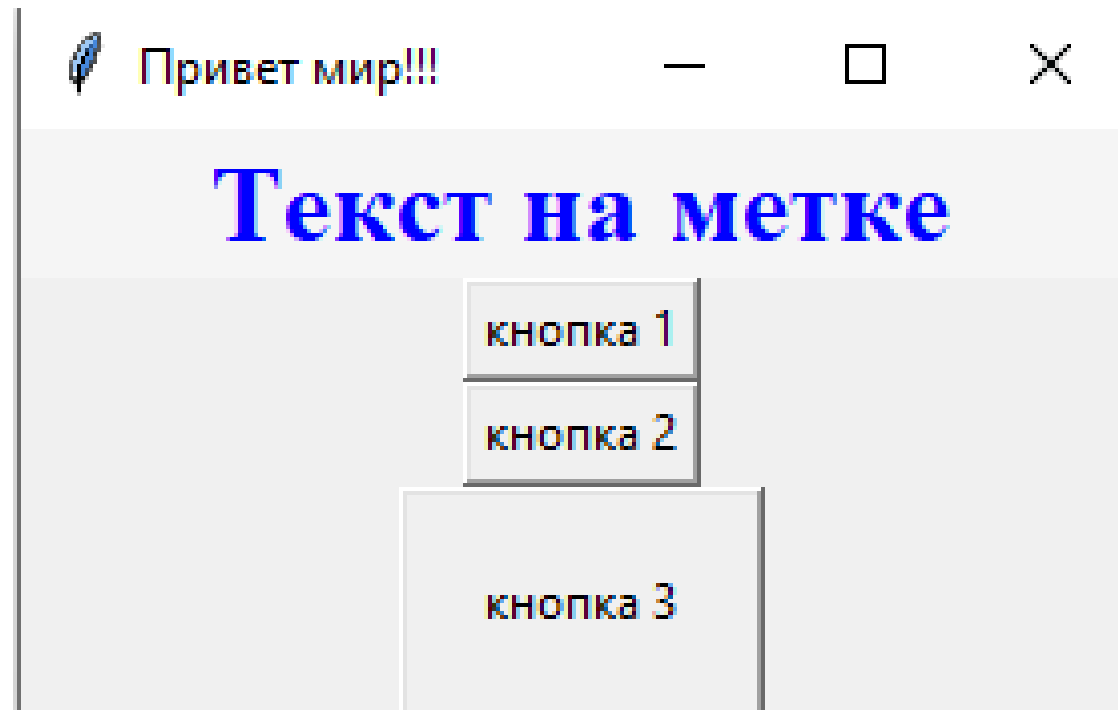 Привет мир!!!
Текст на метке
кнопка 1
кнопка 2
кнопка 3